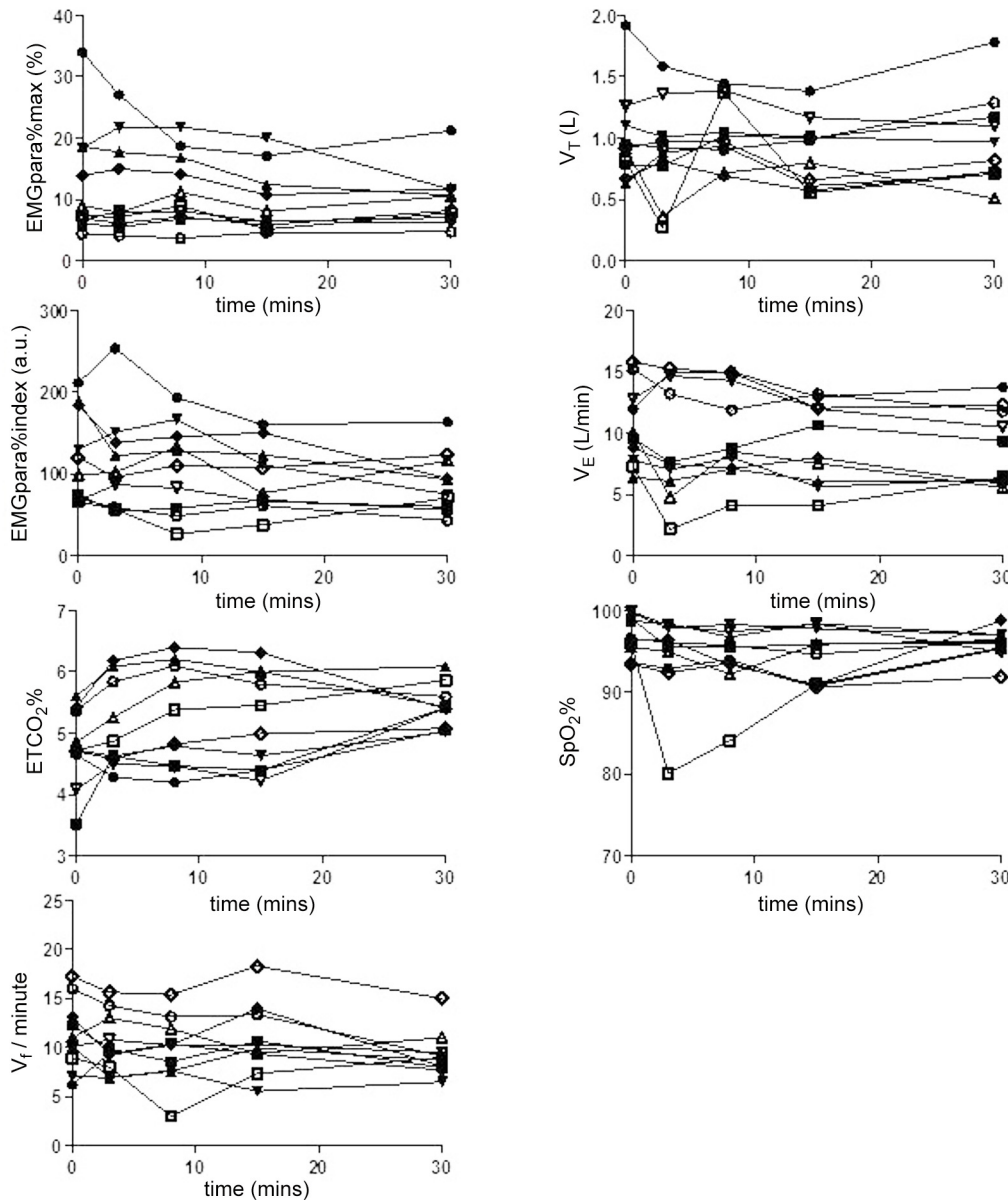 EMGpara%max (%)
40
30
20
10
0
0 10 20 30
time (mins)
V_T (L)
2.0
1.5
1.0
0.5
0.0
0 10 20 30
time (mins)
EMGpara%index (a.u.)
300
200
100
0
0 10 20 30
time (mins)
V_E (L/min)
20
15
10
5
0
0 10 20 30
time (mins)
ETCO₂%
7
6
5
4
3
0 10 20 30
time (mins)
SpO₂%
100
90
80
70
0 10 20 30
time (mins)
V_f / minute
25
20
15
10
5
0
0 10 20 30
time (mins)